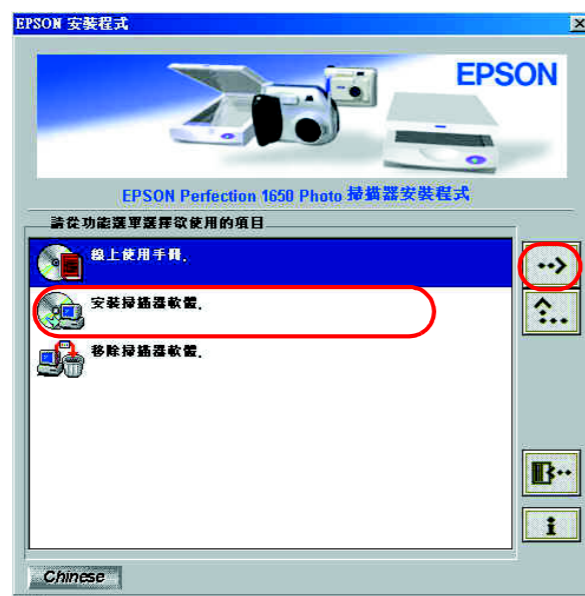 EPSON 安裝程式
EPSON
EPSON Perfection 1650 Photo 掃描器安裝程式
請從功能選單選擇欲使用的項目
線上使用手冊.
安裝掃描器軟體.
移除掃描器軟體.
Chinese